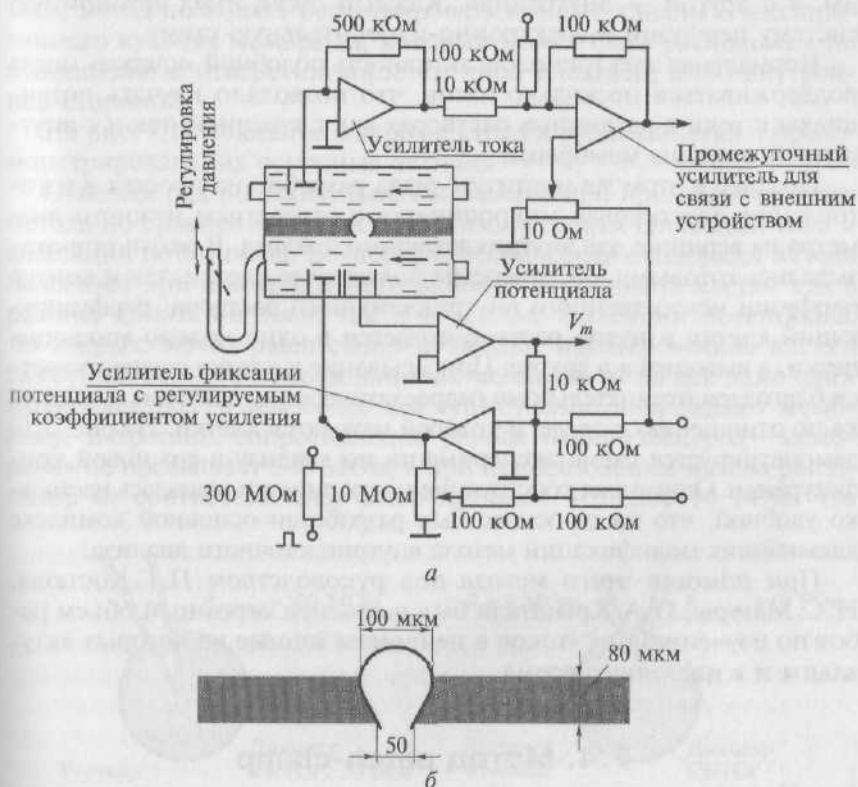 500 кОм
100 кОм
100 кОм
10 кОм
Усилитель тока
Регулировка
давления
Промежуточный
усилитель для
связи с внешним
устройством
10 Ом
Усилитель
потенциала
Vm
Усилитель фиксации
потенциала с регулируемым
коэффициентом усиления
10 кОм
100 кОм
300 МОм
10 МОм
100 кОм
100 кОм
а
100 мкм
80 мкм
50
б